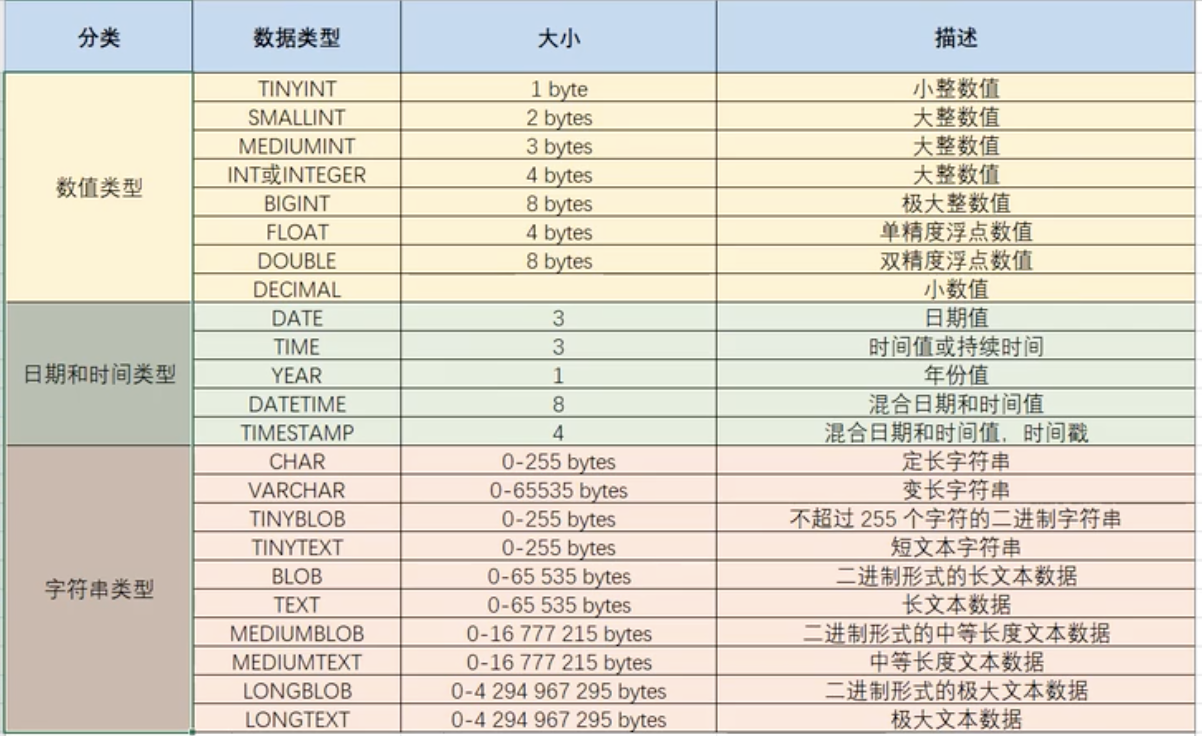 分类 数据类型 大小 描述
数值类型
TINYINT 1 byte 小整数值
SMALLINT 2 bytes 大整数值
MEDIUMINT 3 bytes 大整数值
INT或INTEGER 4 bytes 大整数值
BIGINT 8 bytes 极大整数值
FLOAT 4 bytes 单精度浮点数值
DOUBLE 8 bytes 双精度浮点数值
DECIMAL 小数值
日期和时间类型
DATE 3 日期值
TIME 3 时间值或持续时间
YEAR 1 年份值
DATETIME 8 混合日期和时间值
TIMESTAMP 4 混合日期和时间值，时间戳
字符串类型
CHAR 0-255 bytes 定长字符串
VARCHAR 0-65535 bytes 变长字符串
TINYBLOB 0-255 bytes 不超过 255 个字符的二进制字符串
TINYTEXT 0-255 bytes 短文本字符串
BLOB 0-65 535 bytes 二进制形式的长文本数据
TEXT 0-65 535 bytes 长文本数据
MEDIUMBLOB 0-16 777 215 bytes 二进制形式的中等长度文本数据
MEDIUMTEXT 0-16 777 215 bytes 中等长度文本数据
LONGBLOB 0-4 294 967 295 bytes 二进制形式的极大文本数据
LONGTEXT 0-4 294 967 295 bytes 极大文本数据